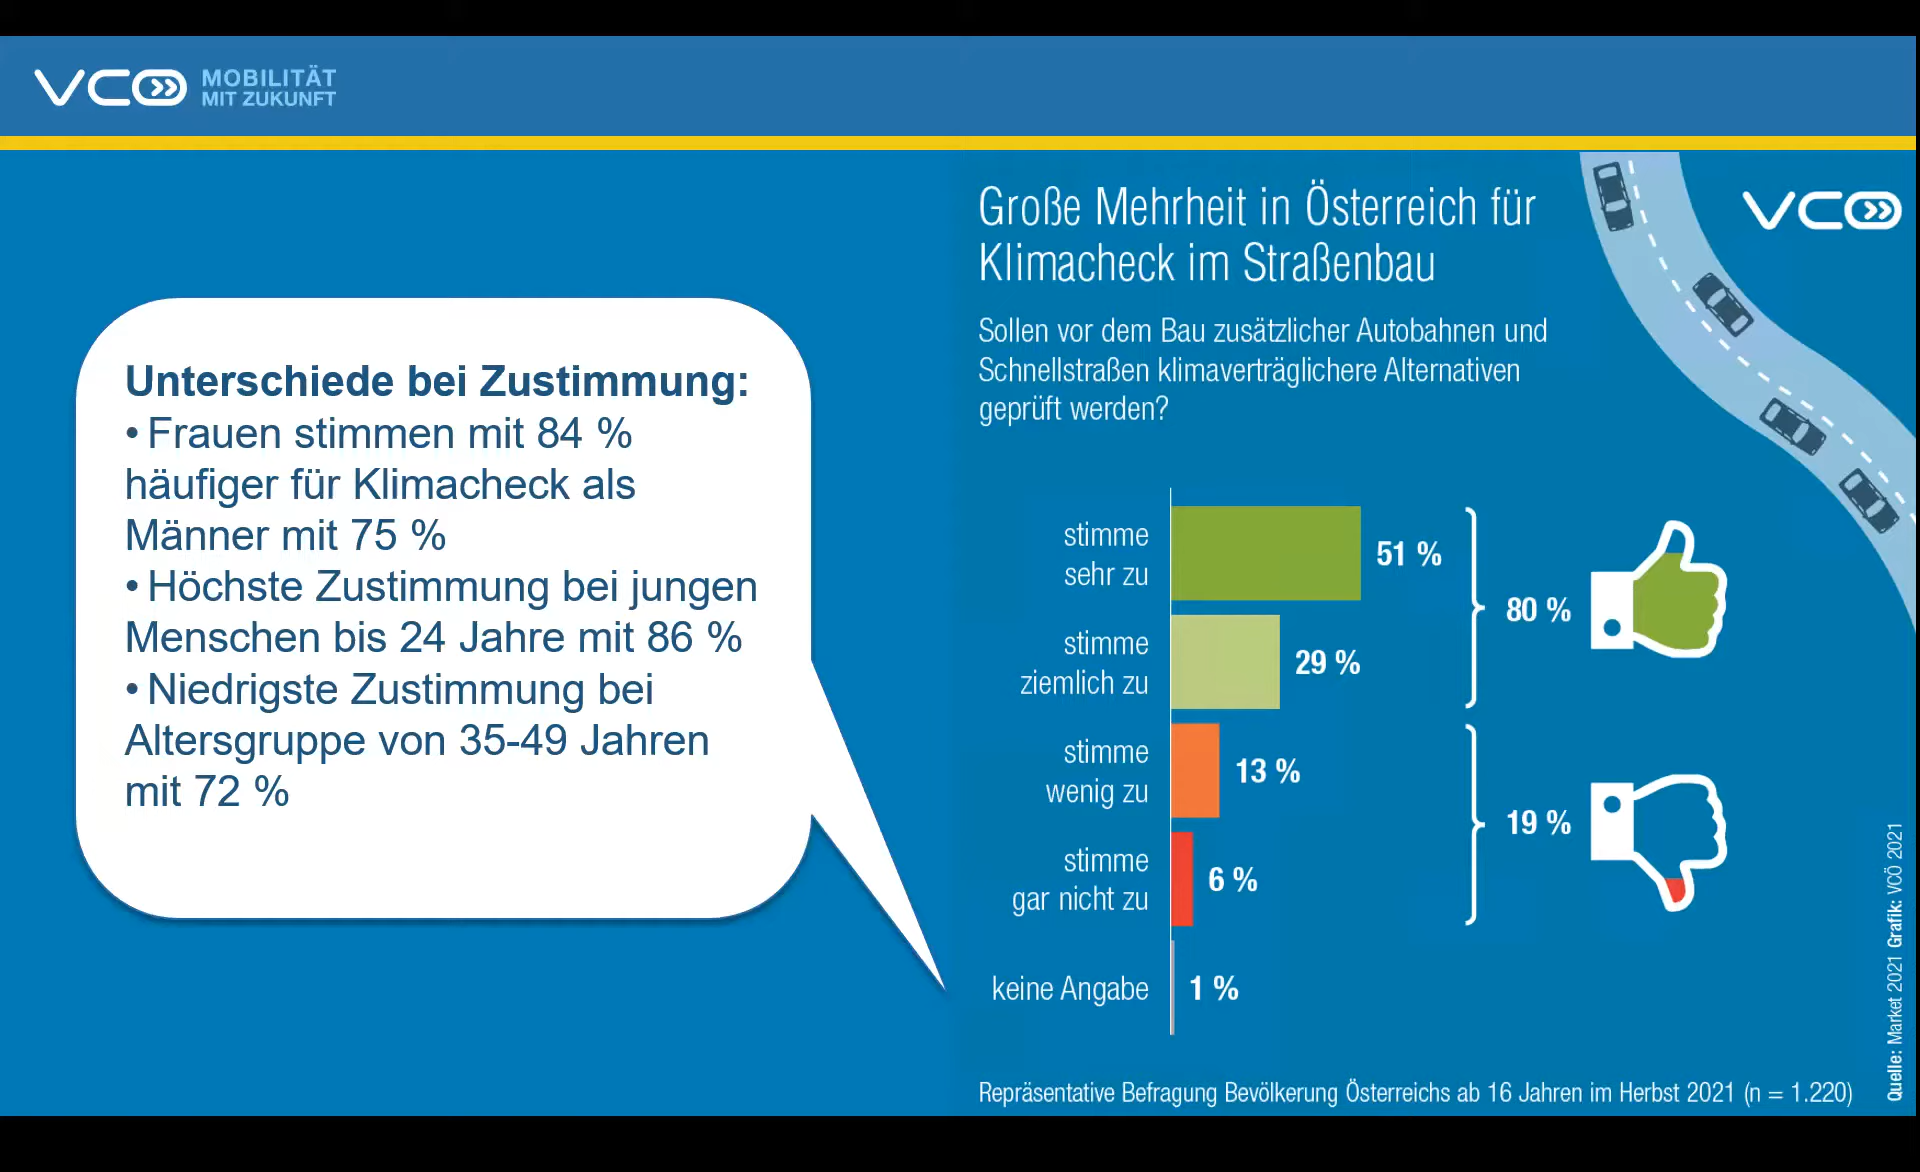 VCÖ MOBILITÄT
MIT ZUKUNFT
Unterschiede bei Zustimmung:
• Frauen stimmen mit 84 %
häufiger für Klimacheck als
Männer mit 75 %
• Höchste Zustimmung bei jungen
Menschen bis 24 Jahre mit 86 %
• Niedrigste Zustimmung bei
Altersgruppe von 35-49 Jahren
mit 72 %
Große Mehrheit in Österreich für
Klimacheck im Straßenbau
VCÖ
Sollen vor dem Bau zusätzlicher Autobahnen und
Schnellstraßen klimaverträglichere Alternativen
geprüft werden?
stimme
sehr zu
51 %
stimme
ziemlich zu
29 %
80 %
stimme
wenig zu
13 %
stimme
gar nicht zu
6 %
19 %
keine Angabe
1 %
Repräsentative Befragung Bevölkerung Österreichs ab 16 Jahren im Herbst 2021 (n = 1.220)
Quelle: Market 2021 Grafik: VCÖ 2021